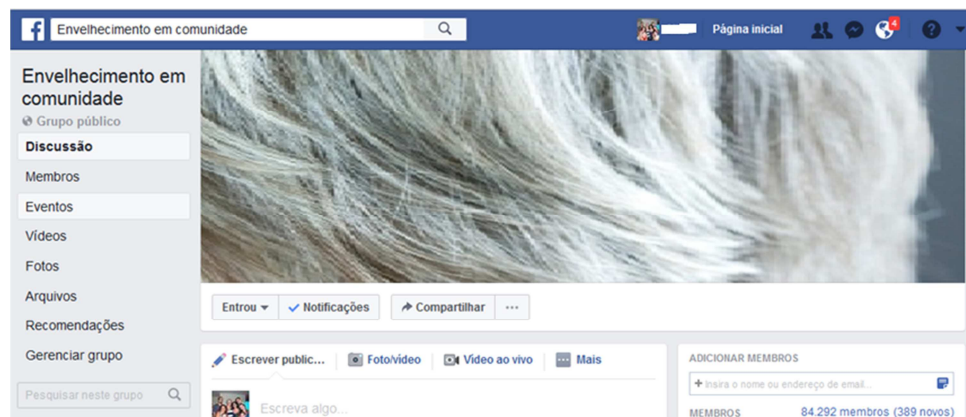 f Envelhecimento em comunidade Página inicial 4 ?
Envelhecimento em
comunidade
Grupo público
Discussão
Membros
Eventos
Vídeos
Fotos
Arquivos
Recomendações
Gerenciar grupo
Pesquisar neste grupo
Entrou Notificações Compartilhar ...
Escrever public... Foto/vídeo Vídeo ao vivo Mais
Escreva algo...
ADICIONAR MEMBROS
+ Insira o nome ou endereço de email...
MEMBROS 84.292 membros (389 novos)